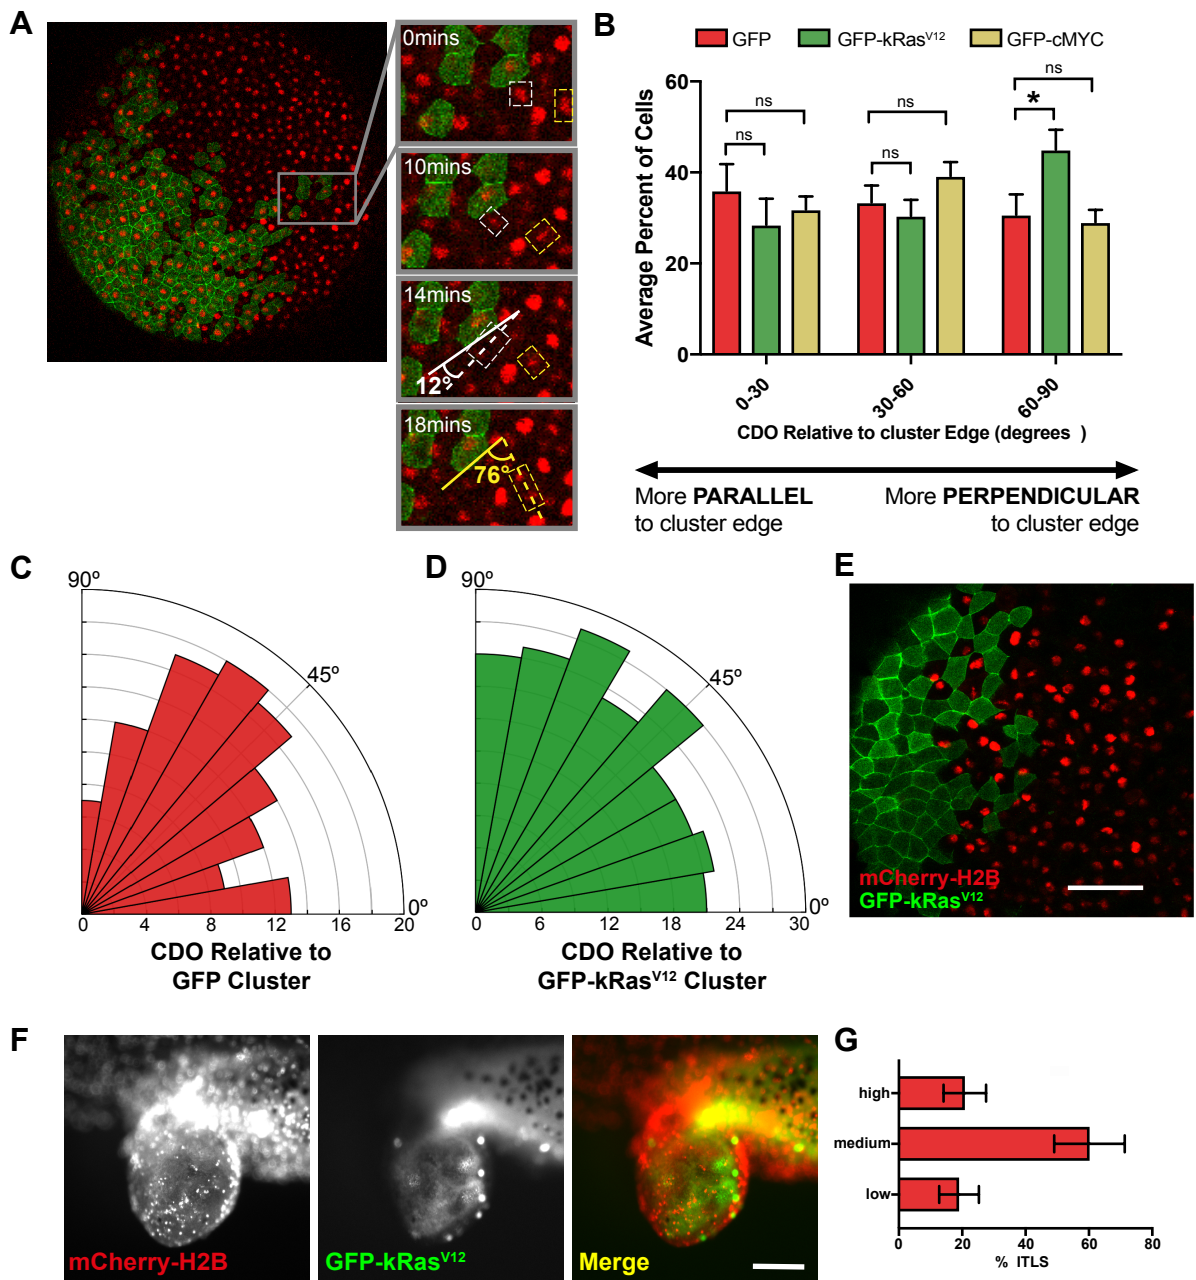 A
0mins
10mins
14mins
12°
18mins
76°
B
GFP
GFP-kRasV12
GFP-cMYC
ns
ns
ns
ns
ns
*
Average Percent of Cells
60
40
20
0
0-30
30-60
60-90
CDO Relative to cluster Edge (degrees )
More PARALLEL
to cluster edge
More PERPENDICULAR
to cluster edge
C
90º
45º
0º
0 4 8 12 16 20
CDO Relative to
GFP Cluster
D
90º
45º
0º
0 6 12 18 24 30
CDO Relative to
GFP-kRasV12 Cluster
E
mCherry-H2B
GFP-kRasV12
F
mCherry-H2B
GFP-kRasV12
Merge
G
high
medium
low
0 20 40 60 80
% ITLS